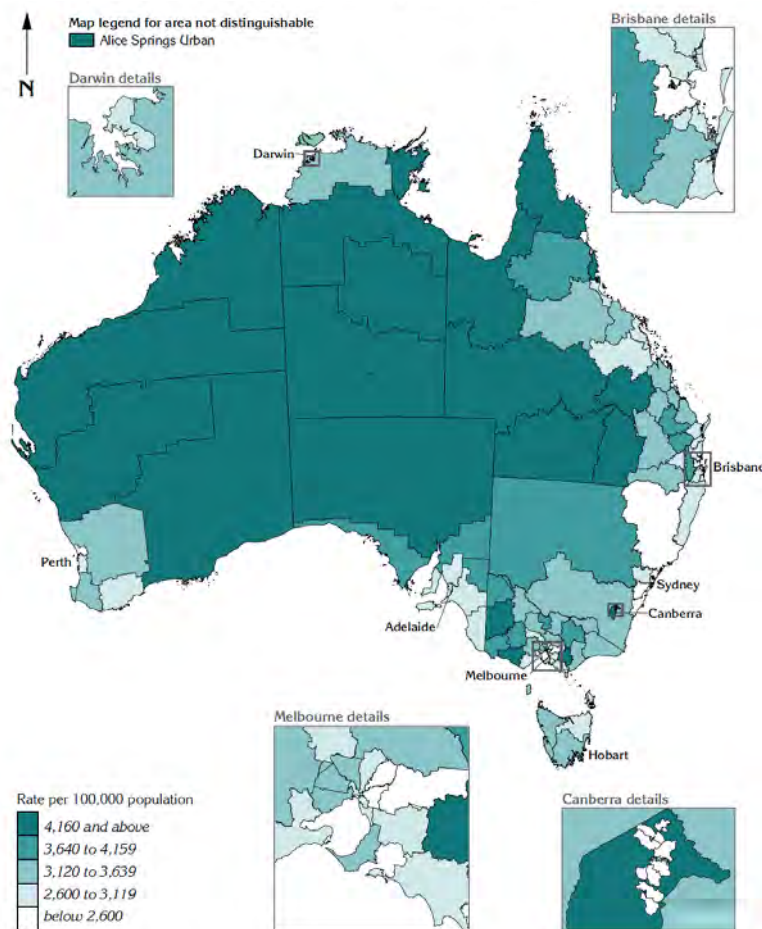 Map legend for area not distinguishable
Alice Springs Urban
N
Darwin details
Brisbane details
Darwin
Brisbane
Perth
Sydney
Canberra
Adelaide
Melbourne
Hobart
Melbourne details
Canberra details
Rate per 100,000 population
4,160 and above
3,640 to 4,159
3,120 to 3,639
2,600 to 3,119
below 2,600